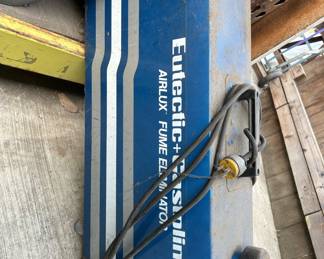 Eutectic+Castolin
AIRLUX FUME ELIMINATOR